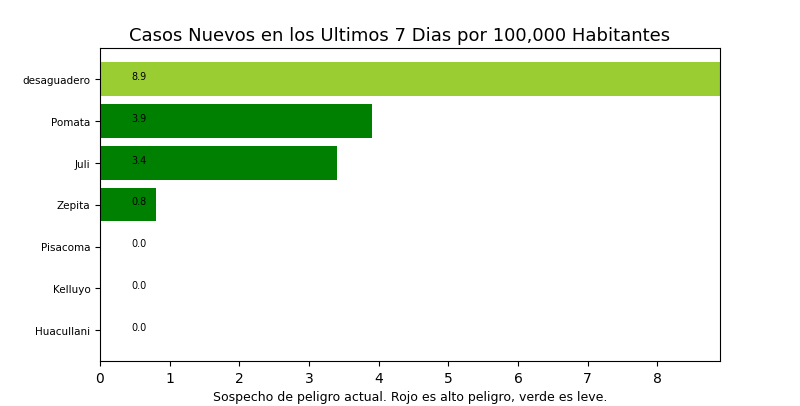 Casos Nuevos en los Ultimos 7 Dias por 100,000 Habitantes
desaguadero 8.9
Pomata 3.9
Juli 3.4
Zepita 0.8
Pisacoma 0.0
Kelluyo 0.0
Huacullani 0.0
0 1 2 3 4 5 6 7 8
Sospecho de peligro actual. Rojo es alto peligro, verde es leve.